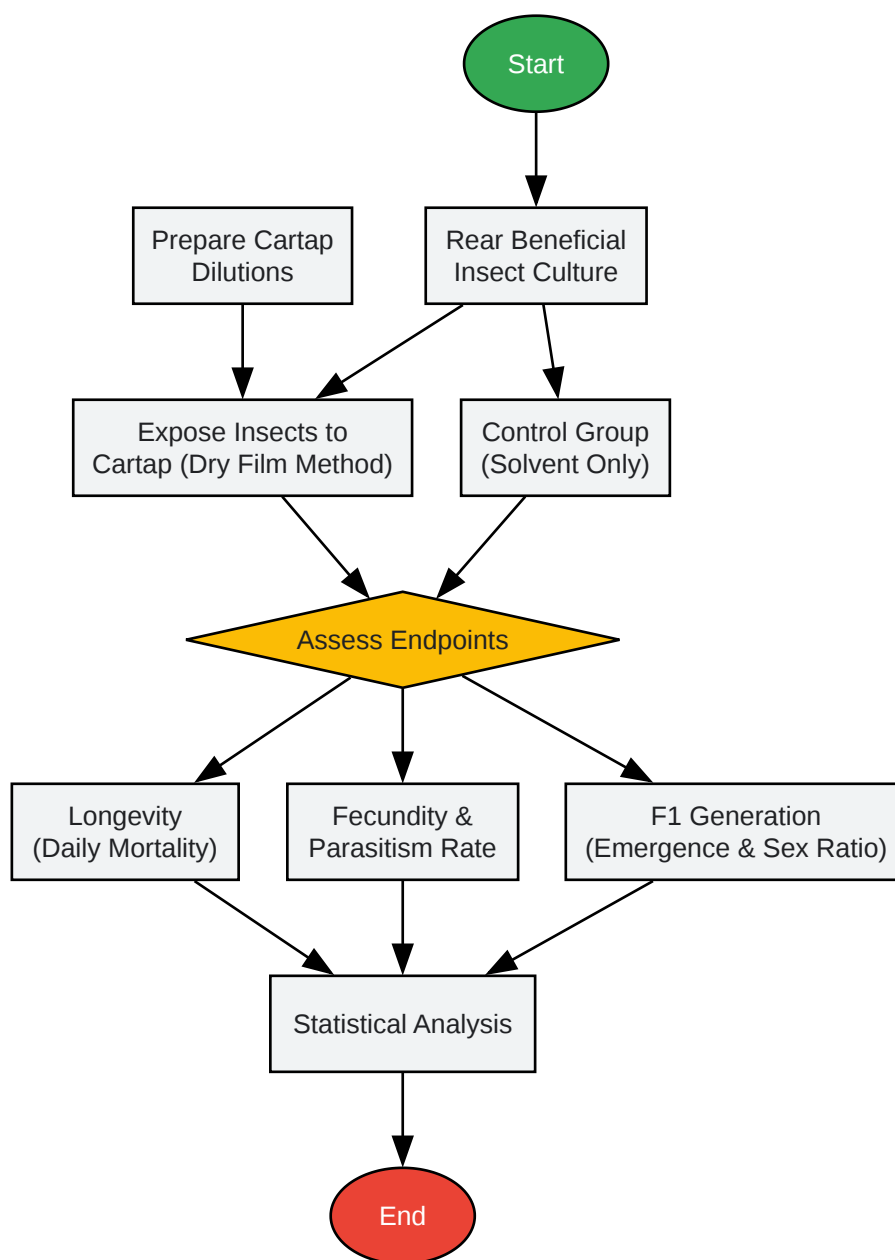 Start
Prepare Cartap
Dilutions
Rear Beneficial
Insect Culture
Expose Insects to
Cartap (Dry Film Method)
Control Group
(Solvent Only)
Assess Endpoints
Longevity
(Daily Mortality)
Fecundity &
Parasitism Rate
F1 Generation
(Emergence & Sex Ratio)
Statistical Analysis
End